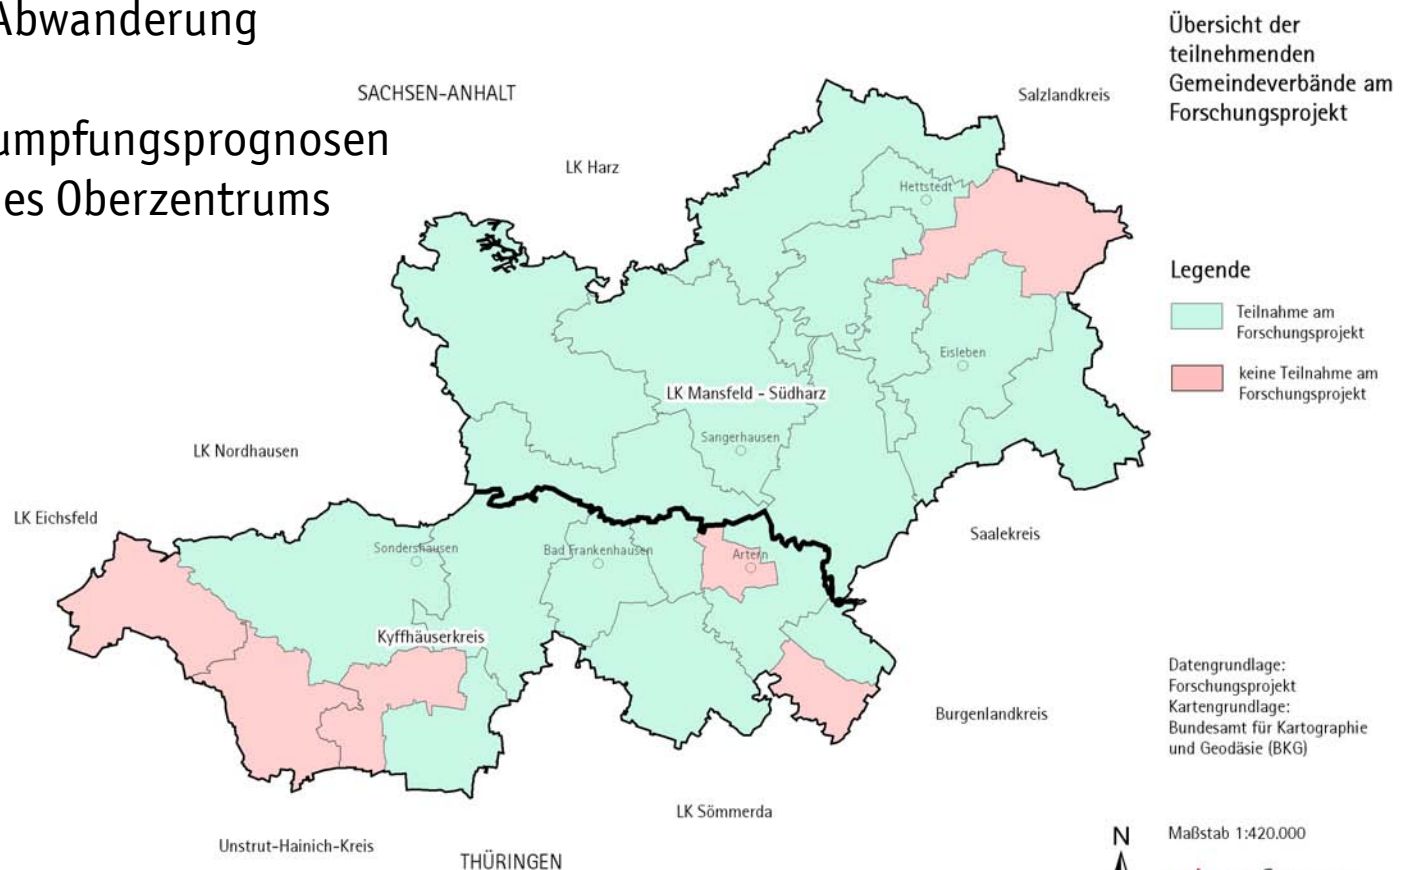 Abwanderung
umpfungsprognosen
es Oberzentrums
SACHSEN-ANHALT
Salzlandkreis
LK Harz
Hettstedt
Eisleben
LK Mansfeld - Südharz
Sangerhausen
LK Nordhausen
LK Eichsfeld
Saalekreis
Sondershausen
Bad Frankenhausen
Artern
Kyffhäuserkreis
Burgenlandkreis
LK Sömmerda
Unstrut-Hainich-Kreis
THÜRINGEN
Übersicht der
teilnehmenden
Gemeindeverbände am
Forschungsprojekt
Legende
Teilnahme am
Forschungsprojekt
keine Teilnahme am
Forschungsprojekt
Datengrundlage:
Forschungsprojekt
Kartengrundlage:
Bundesamt für Kartographie
und Geodäsie (BKG)
N
Maßstab 1:420.000